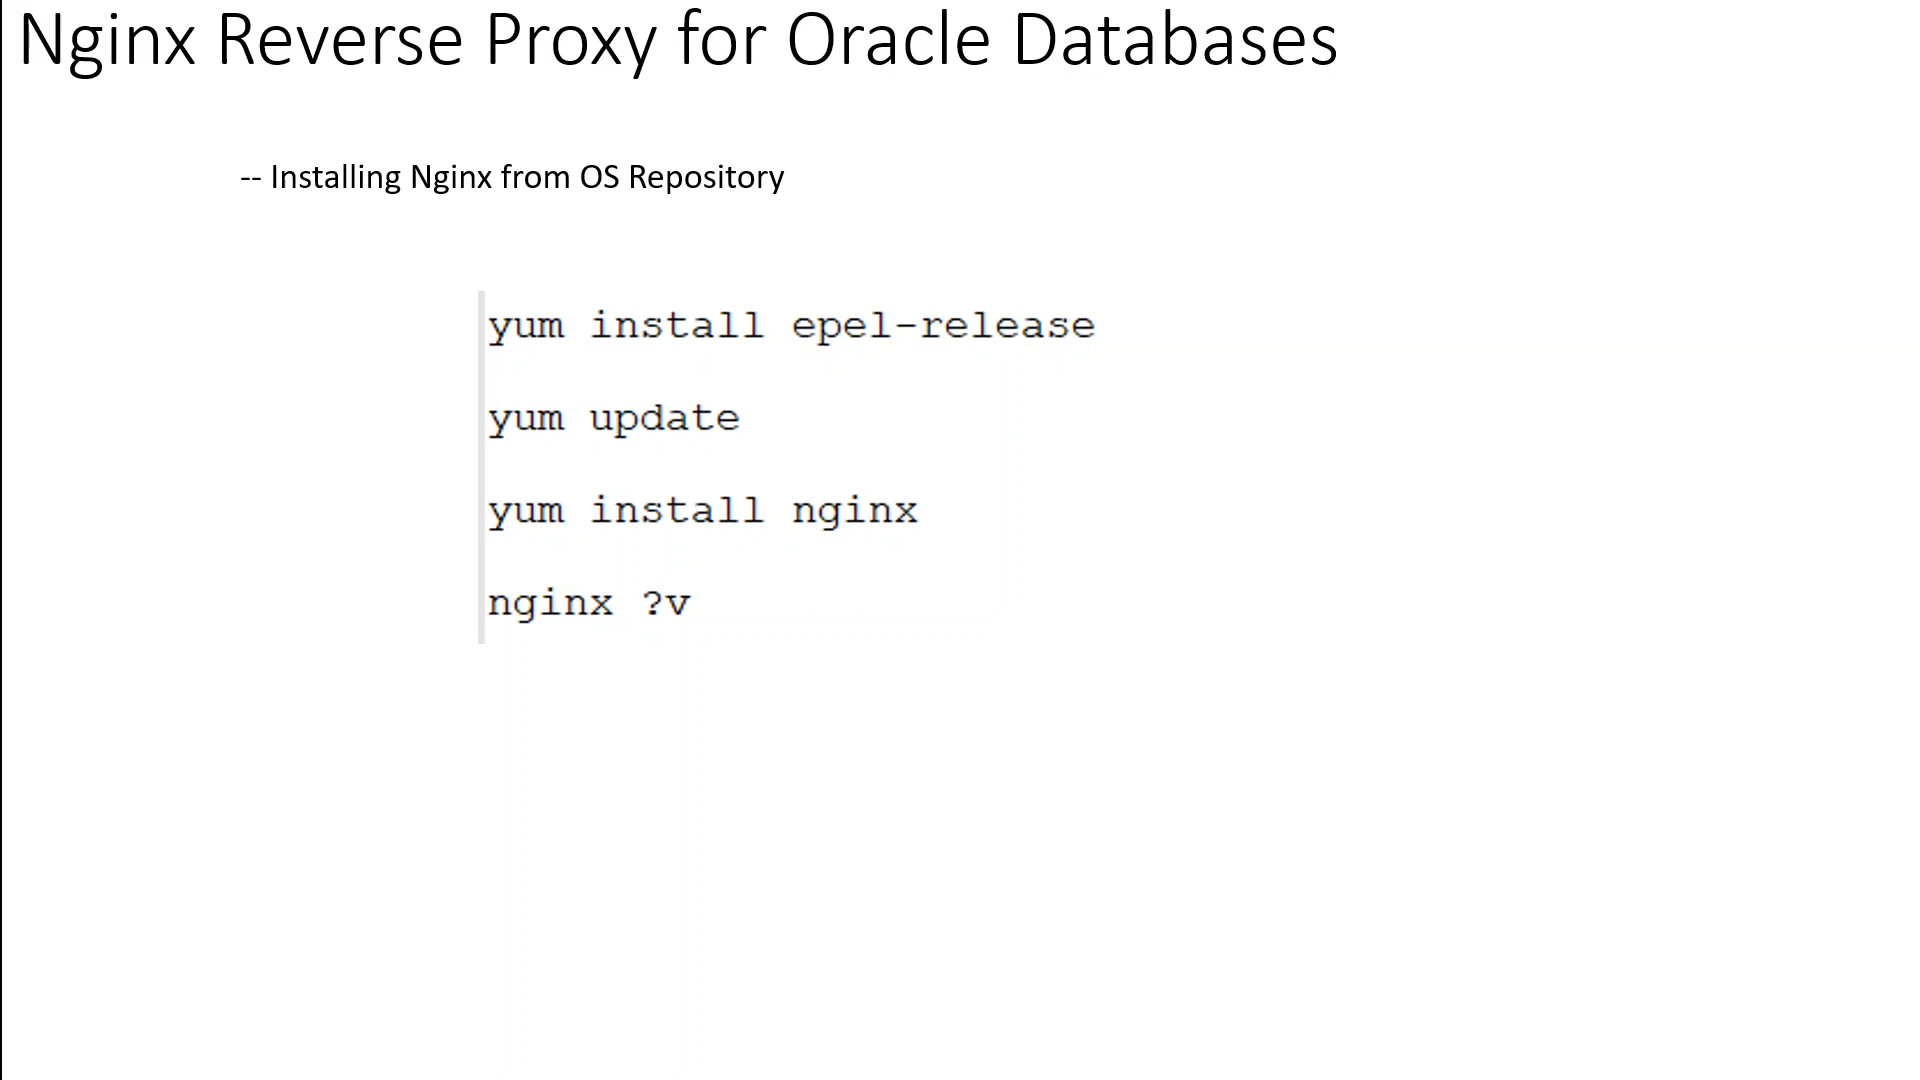 Nginx Reverse Proxy for Oracle Databases
-- Installing Nginx from OS Repository
yum install epel-release
yum update
yum install nginx
nginx ?v